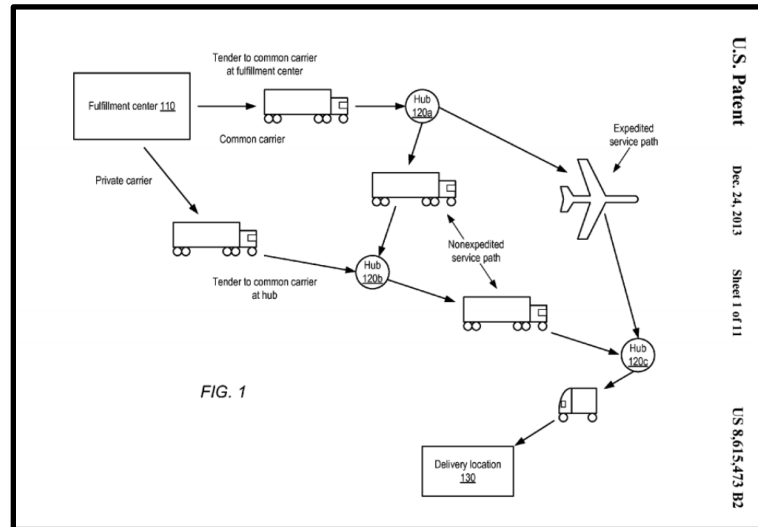 Tender to common carrier
at fulfillment center
Fulfillment center 110
Common carrier
Hub
120a
Expedited
service path
Private carrier
Nonexpedited
service path
Hub
120b
Tender to common carrier
at hub
Hub
120c
FIG. 1
Delivery location
130
U.S. Patent
Dec. 24, 2013
Sheet 1 of 11
US 8,615,473 B2